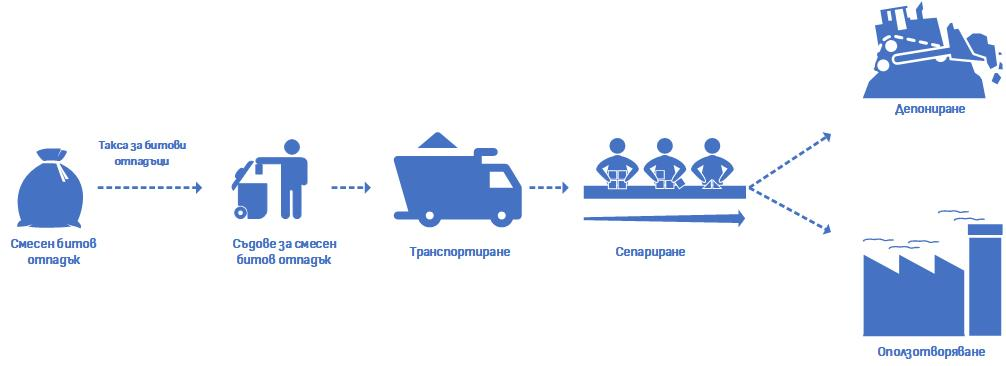 Такса за битови
отпадъци
Смесен битов
отпадък
Съдове за смесен
битов отпадък
Транспортиране
Сепариране
Депониране
Оползотворяване